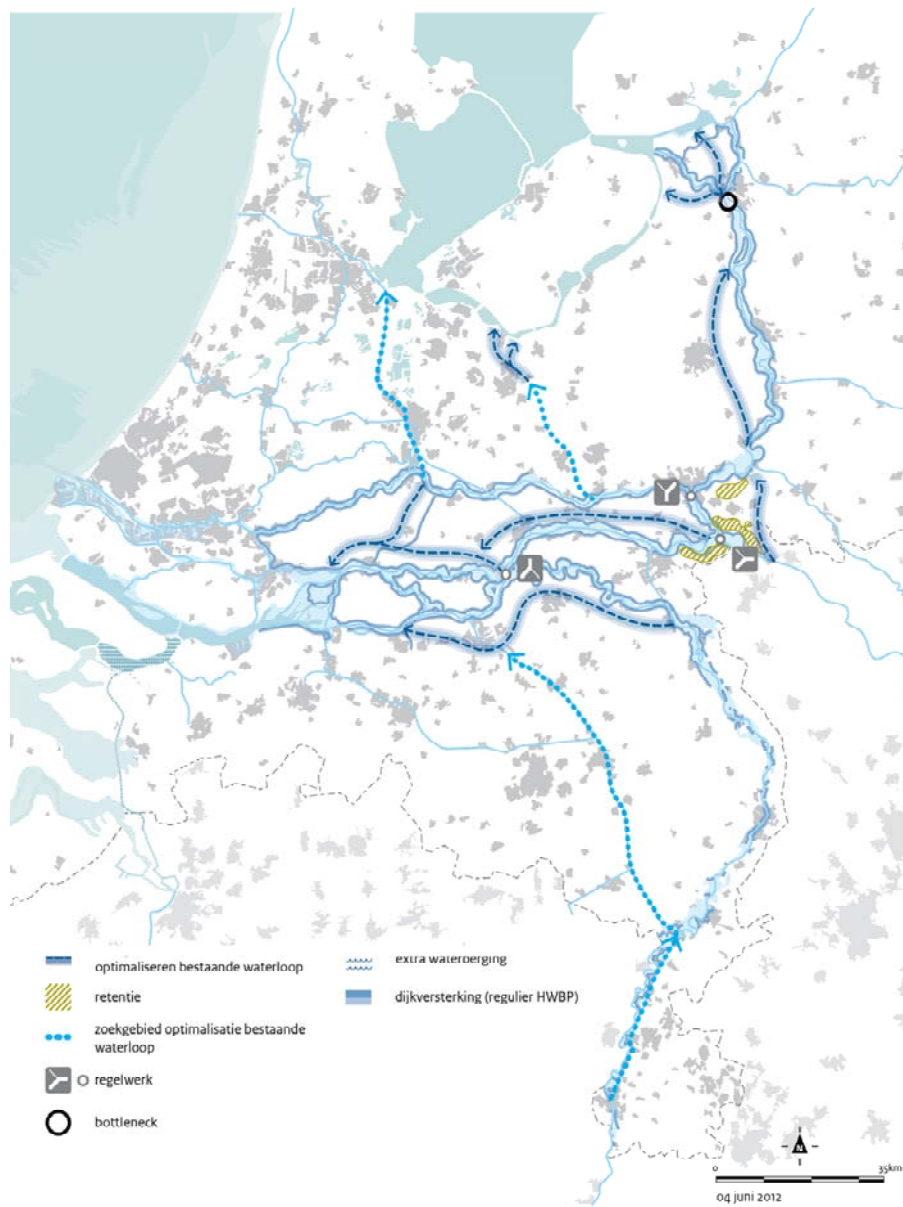 optimaliseren bestaande waterloop
retentie
zoekgebied optimalisatie bestaande
waterloop
regelwerk
bottleneck
extra waterberging
dijkversterking (regulier HWBP)
N
0 35km
04 juni 2012